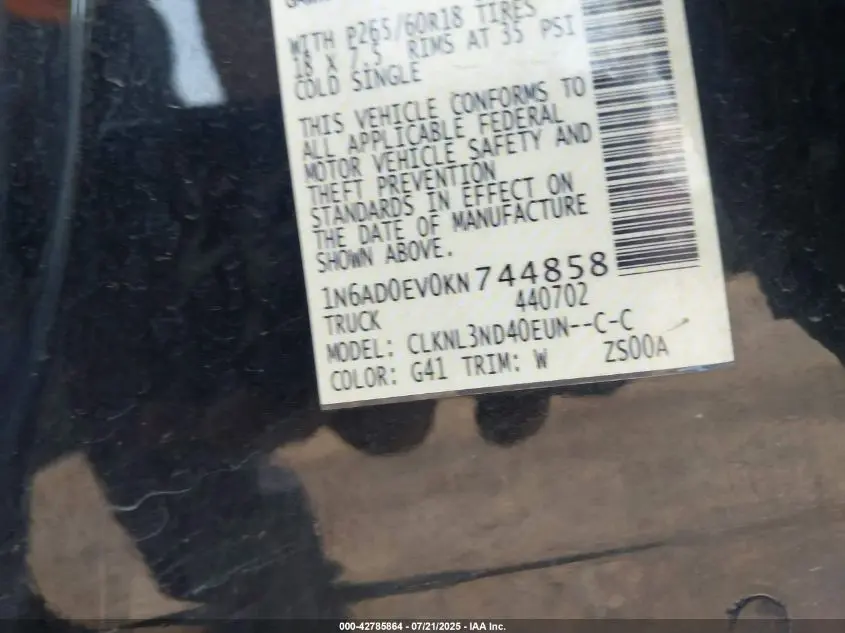 WITH P265/60R18 TIRES
18 X 7.5 RIMS AT 35 PSI
COLD SINGLE
THIS VEHICLE CONFORMS TO
ALL APPLICABLE FEDERAL
MOTOR VEHICLE SAFETY AND
THEFT PREVENTION
STANDARDS IN EFFECT ON
THE DATE OF MANUFACTURE
SHOWN ABOVE.
1N6AD0EV0KN744858
TRUCK 440702
MODEL: CLKNL3ND40EUN--C-C
COLOR: G41 TRIM: W ZS00A
000-42785864 - 07/21/2025 - IAA Inc.